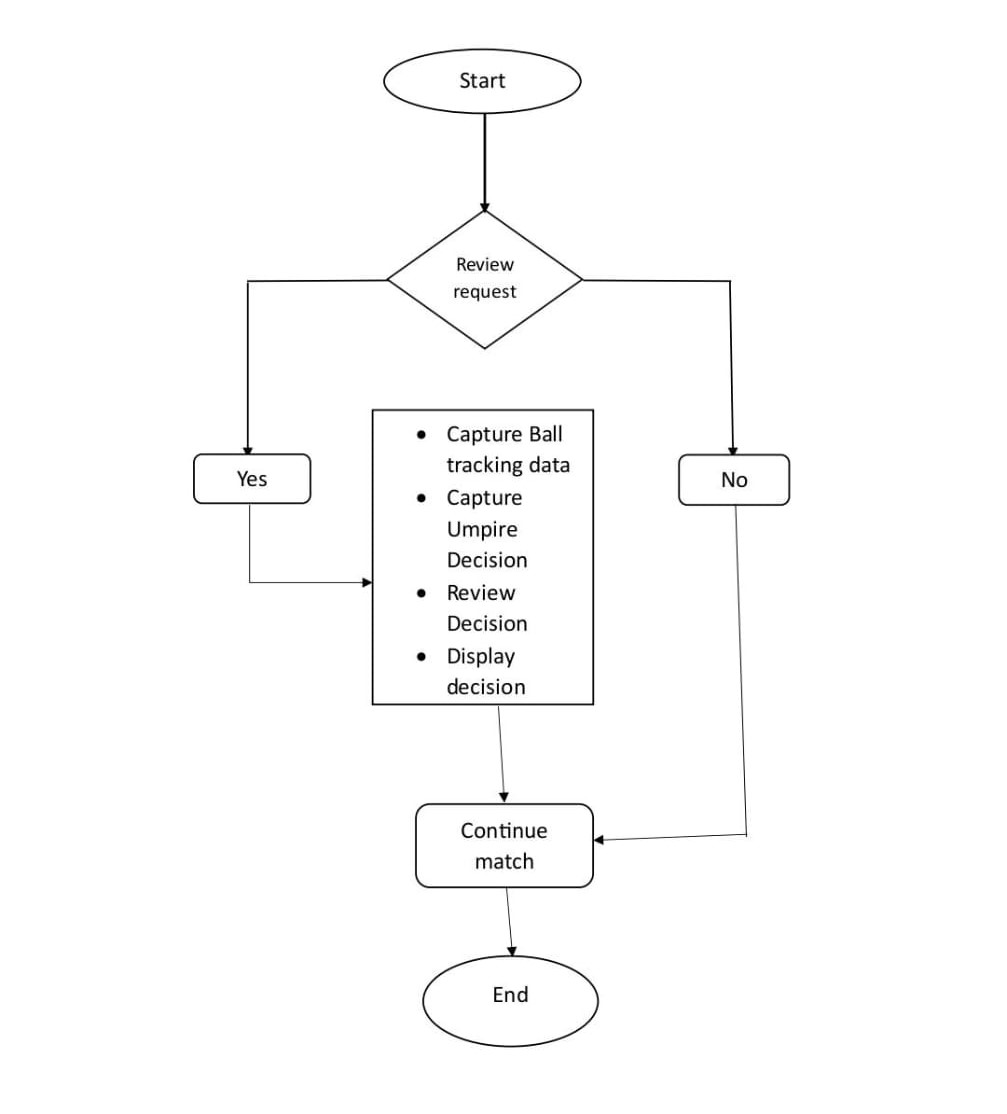 Start
Review
request
Yes
• Capture Ball
tracking data
• Capture
Umpire
Decision
• Review
Decision
• Display
decision
No
Continue
match
End